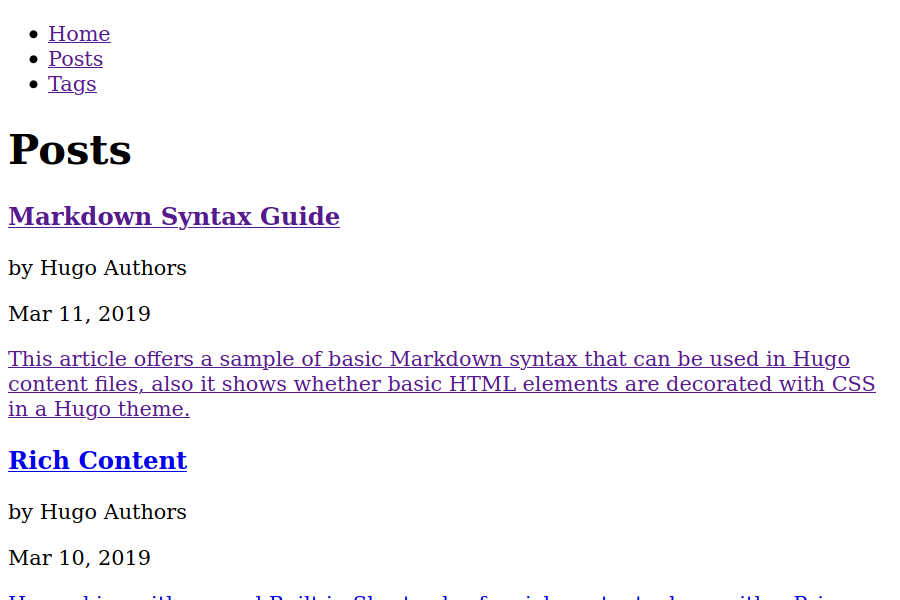 Home
Posts
Tags
Posts
Markdown Syntax Guide
by Hugo Authors
Mar 11, 2019
This article offers a sample of basic Markdown syntax that can be used in Hugo
content files, also it shows whether basic HTML elements are decorated with CSS
in a Hugo theme.
Rich Content
by Hugo Authors
Mar 10, 2019